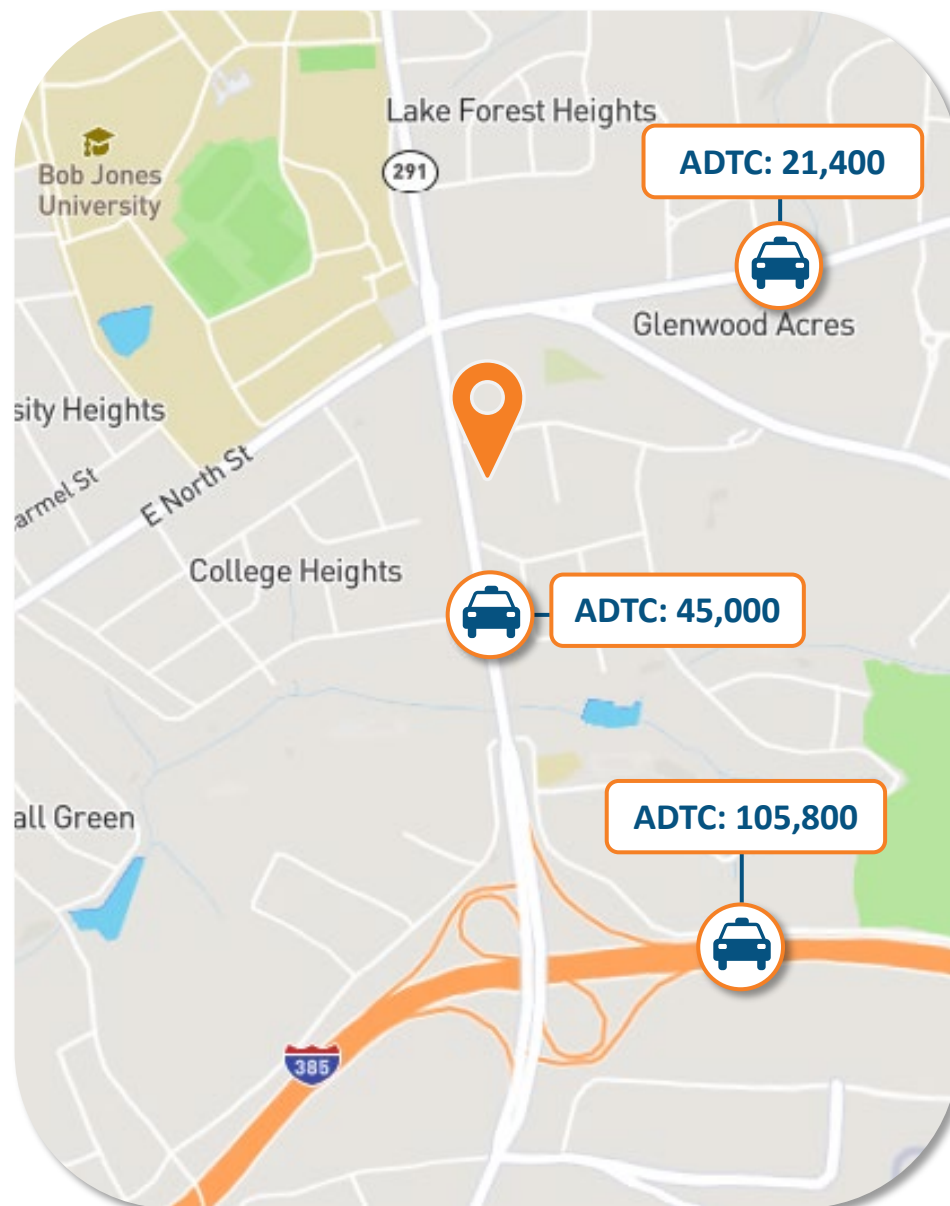 Lake Forest Heights
291
Bob Jones
University
ADTC: 21,400
Glenwood Acres
sity Heights
armel St
E North St
College Heights
ADTC: 45,000
ADTC: 105,800
all Green
385